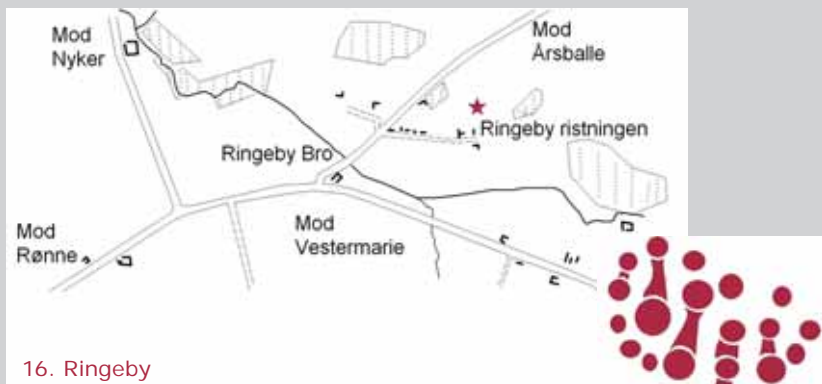 Mod
Nyker
Mod
Årsballe
Ringeby ristningen
Ringeby Bro
Mod
Rønne
Mod
Vestermarie
16. Ringeby